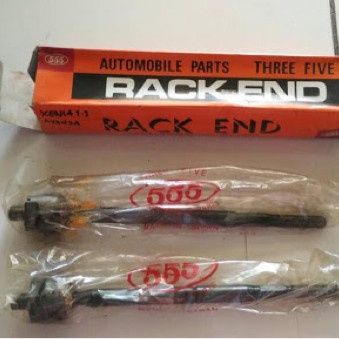 555
AUTOMOBILE PARTS THREE FIVE
RACK-END
RACK END
555
555